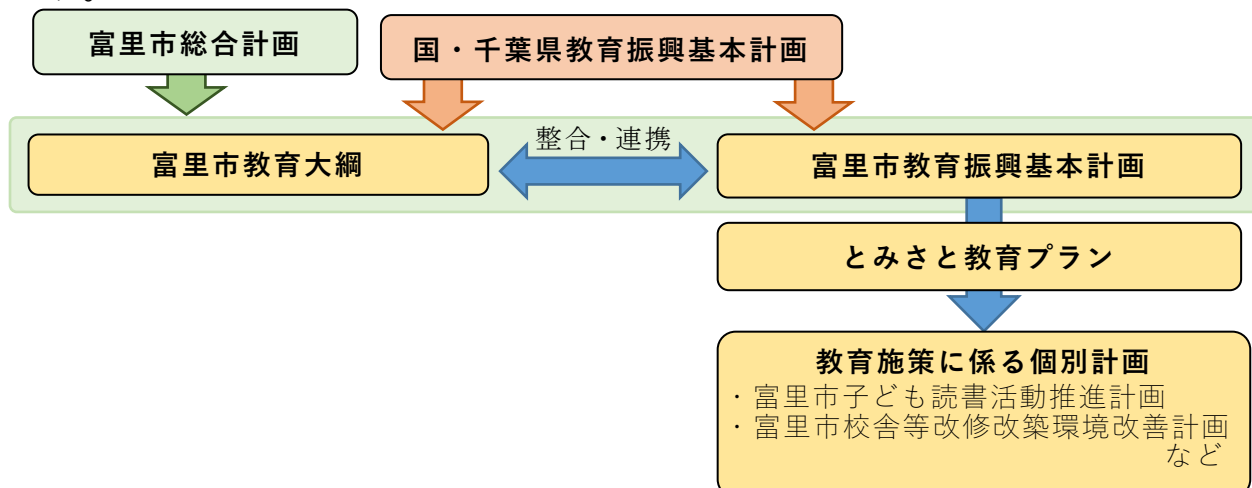 富里市総合計画
国・千葉県教育振興基本計画
富里市教育大綱
整合・連携
富里市教育振興基本計画
とみさと教育プラン
教育施策に係る個別計画
・富里市子ども読書活動推進計画
・富里市校舎等改修改築環境改善計画
など